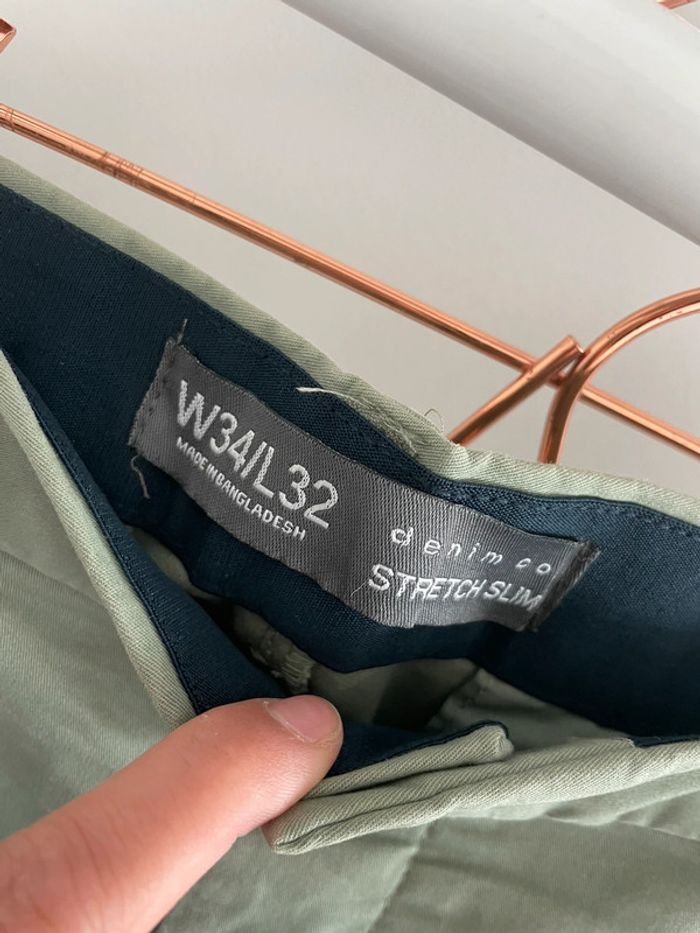 W34/L32
MADE IN BANGLADESH
denim co
STRETCH SLIM